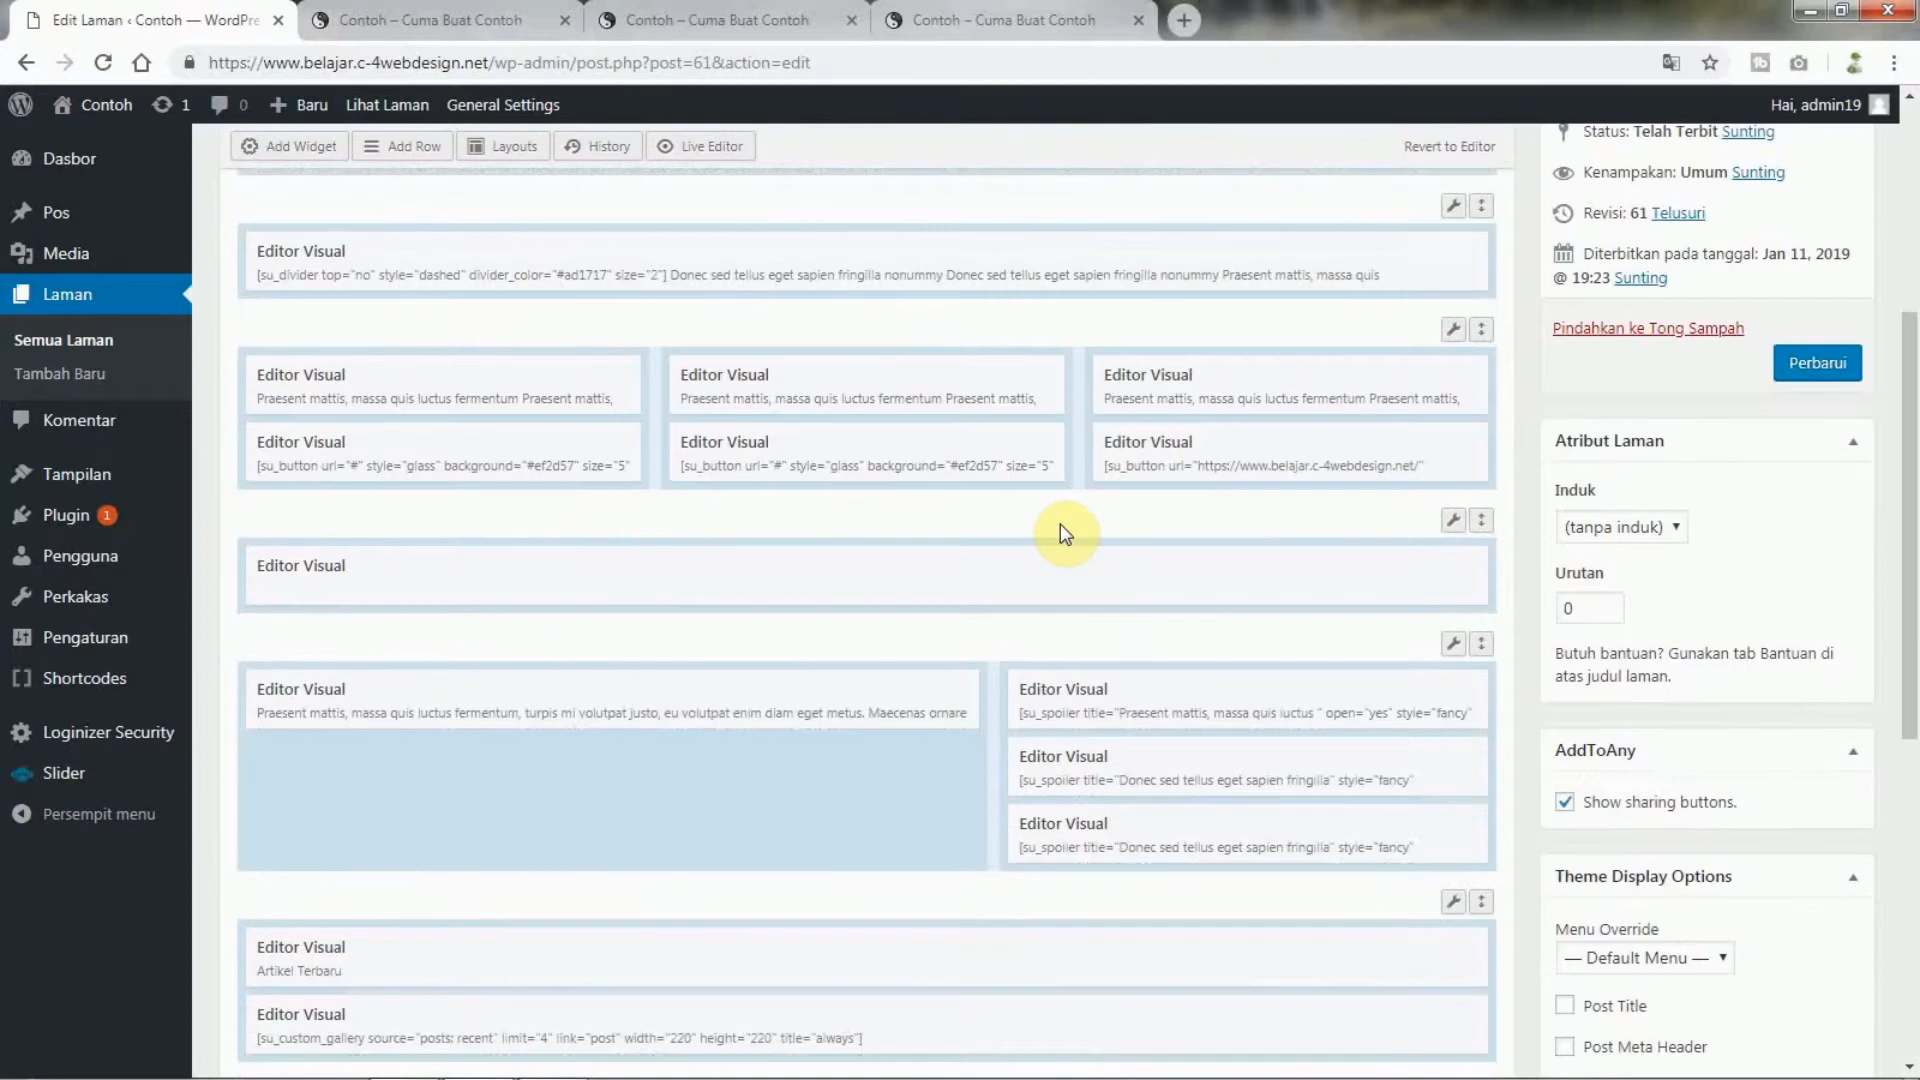 Edit Laman ‹ Contoh — WordPre
Contoh – Cuma Buat Contoh
Contoh – Cuma Buat Contoh
Contoh – Cuma Buat Contoh
https://www.belajar.c-4webdesign.net/wp-admin/post.php?post=61&action=edit
Contoh
1
0
Baru
Lihat Laman
General Settings
Hai, admin19
Dasbor
Pos
Media
Laman
Semua Laman
Tambah Baru
Komentar
Tampilan
Plugin 1
Pengguna
Perkakas
Pengaturan
Shortcodes
Loginizer Security
Slider
Persempit menu
Add Widget
Add Row
Layouts
History
Live Editor
Revert to Editor
Editor Visual
[su_divider top="no" style="dashed" divider_color="#ad1717" size="2"] Donec sed tellus eget sapien fringilla nonummy Donec sed tellus eget sapien fringilla nonummy Praesent mattis, massa quis
Editor Visual
Praesent mattis, massa quis luctus fermentum Praesent mattis,
Editor Visual
[su_button url="#" style="glass" background="#ef2d57" size="5"
Editor Visual
Praesent mattis, massa quis luctus fermentum Praesent mattis,
Editor Visual
[su_button url="#" style="glass" background="#ef2d57" size="5"
Editor Visual
Praesent mattis, massa quis luctus fermentum Praesent mattis,
Editor Visual
[su_button url="https://www.belajar.c-4webdesign.net/"
Editor Visual
Editor Visual
Praesent mattis, massa quis luctus fermentum, turpis mi volutpat justo, eu volutpat enim diam eget metus. Maecenas ornare
Editor Visual
[su_spoiler title="Praesent mattis, massa quis luctus " open="yes" style="fancy"
Editor Visual
[su_spoiler title="Donec sed tellus eget sapien fringilla" style="fancy"
Editor Visual
[su_spoiler title="Donec sed tellus eget sapien fringilla" style="fancy"
Editor Visual
Artikel Terbaru
Editor Visual
[su_custom_gallery source="posts: recent" limit="4" link="post" width="220" height="220" title="always"]
Status: Telah Terbit Sunting
Kenampakan: Umum Sunting
Revisi: 61 Telusuri
Diterbitkan pada tanggal: Jan 11, 2019
@ 19:23 Sunting
Pindahkan ke Tong Sampah
Perbarui
Atribut Laman
Induk
(tanpa induk)
Urutan
0
Butuh bantuan? Gunakan tab Bantuan di
atas judul laman.
AddToAny
Show sharing buttons.
Theme Display Options
Menu Override
— Default Menu —
Post Title
Post Meta Header